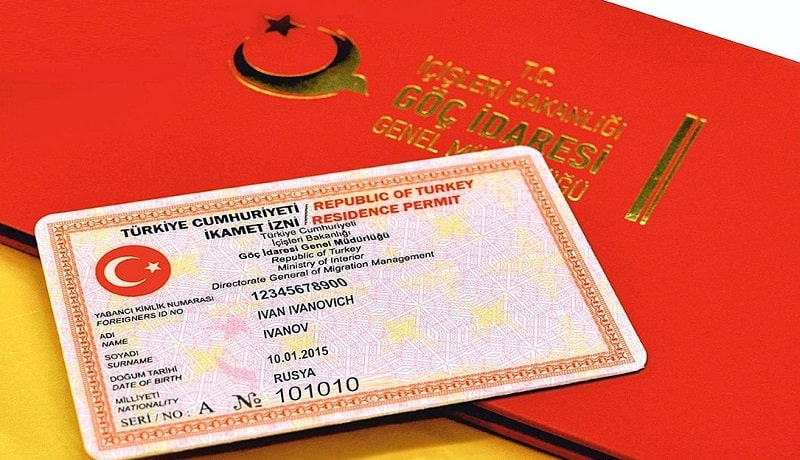 T.C.
İÇİŞLERİ BAKANLIĞI
GÖÇ İDARESİ
GENEL
TÜRKİYE CUMHURİYETİ / REPUBLIC OF TURKEY
İKAMET İZNİ / RESIDENCE PERMIT
Türkiye Cumhuriyeti
İçişleri Bakanlığı
Göç İdaresi Genel Müdürlüğü
Republic of Turkey
Ministry of Interior
Directorate General of Migration Management
YABANCI KİMLİK NUMARASI 12345678900
FOREIGNERS ID NO
ADI IVAN IVANOVICH
NAME
SOYADI IVANOV
SURNAME
DOĞUM TARİHİ 10.01.2015
DATE OF BIRTH
MİLLİYETİ RUSYA
NATIONALITY
SERİ / NO : A № 101010